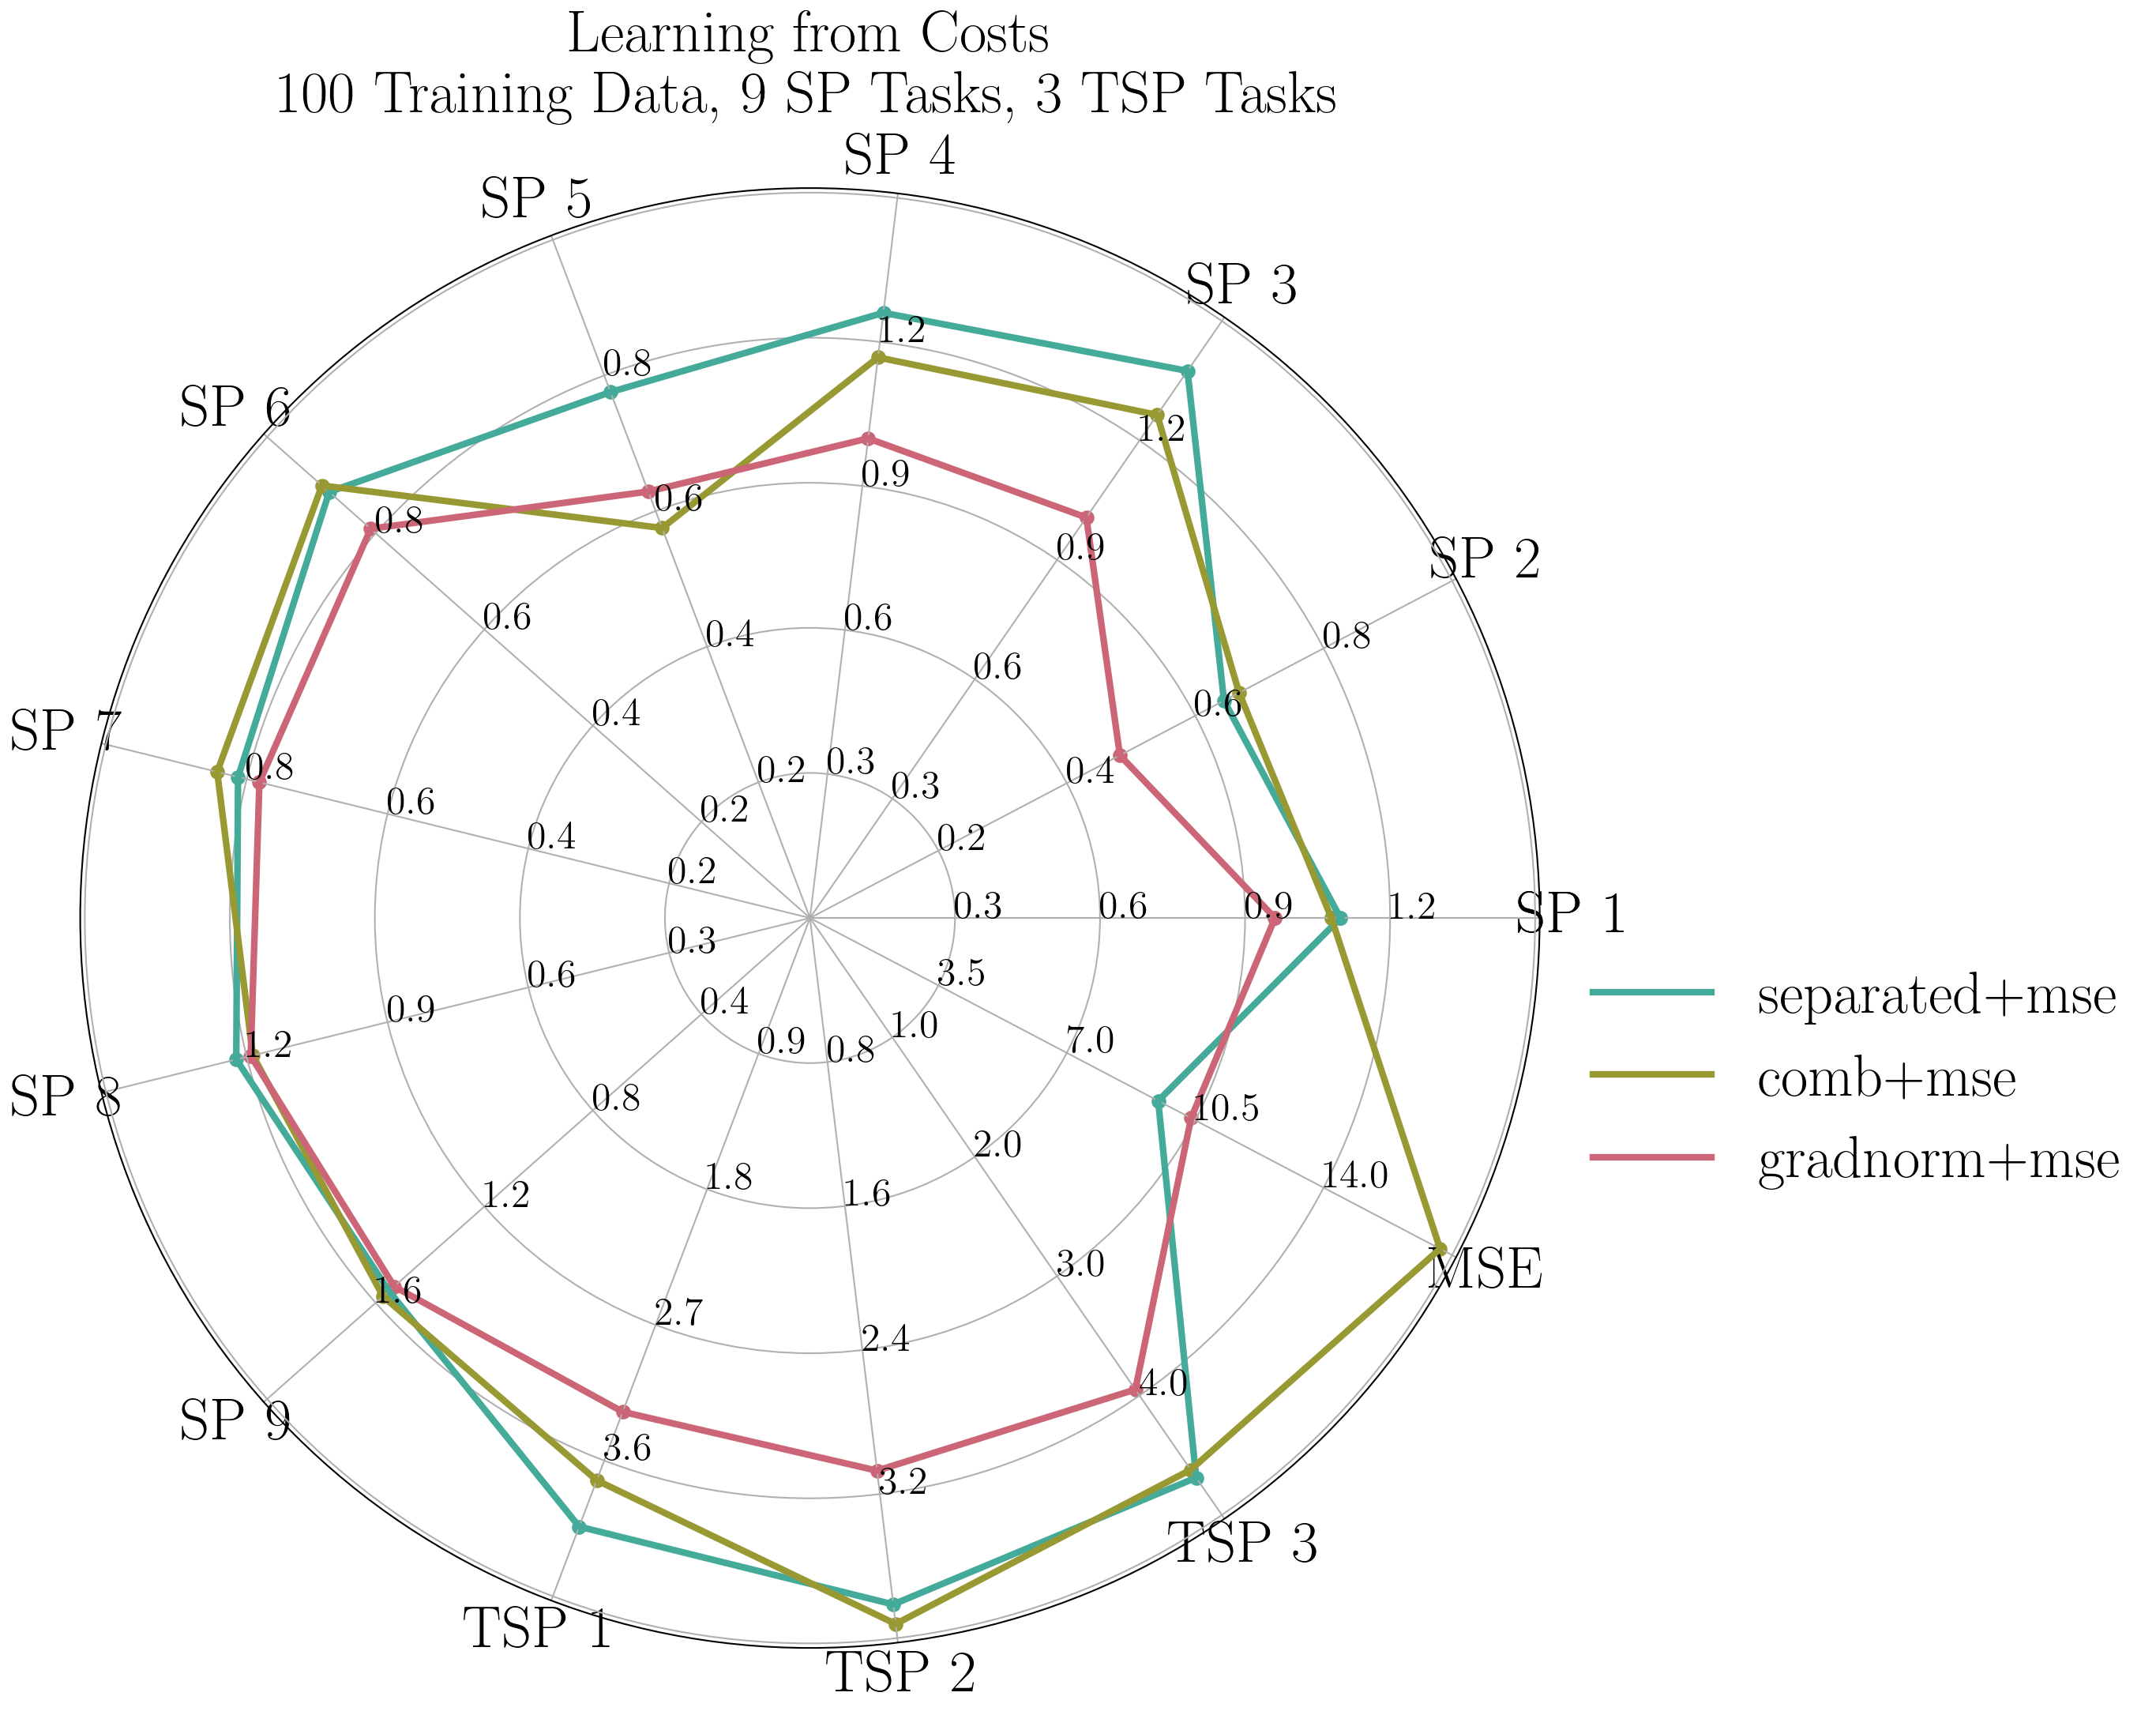 Learning from Costs
100 Training Data, 9 SP Tasks, 3 TSP Tasks
SP 4
SP 5
SP 3
SP 6
SP 2
SP 7
SP 1
SP 8
SP 9
MSE
TSP 3
TSP 1
TSP 2
0.3 0.6 0.9 1.2
0.2 0.4 0.6 0.8
0.3 0.6 0.9 1.2
0.3 0.6 0.9 1.2
0.2 0.4 0.6 0.8
0.2 0.4 0.6 0.8
0.2 0.4 0.6 0.8
0.3 0.6 0.9 1.2
0.4 0.8 1.2 1.6
0.9 1.8 2.7 3.6
0.8 1.6 2.4 3.2
1.0 2.0 3.0 4.0
3.5 7.0 10.5 14.0
separated+mse
comb+mse
gradnorm+mse